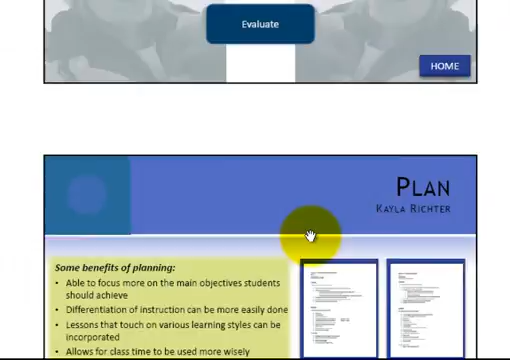 Evaluate
HOME
PLAN
KAYLA RICHTER
Some benefits of planning:
• Able to focus more on the main objectives students
should achieve
• Differentiation of instruction can be more easily done
• Lessons that touch on various learning styles can be
incorporated
• Allows for class time to be used more wisely